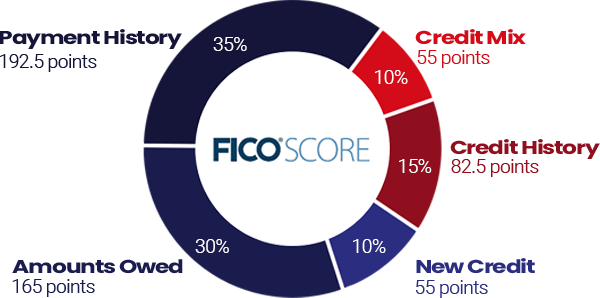 Payment History
192.5 points
35%
Credit Mix
55 points
10%
FICO® SCORE
Credit History
82.5 points
15%
Amounts Owed
165 points
30%
10%
New Credit
55 points